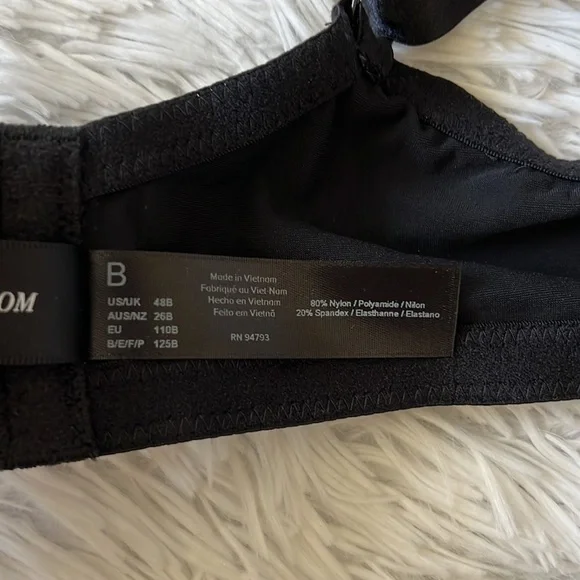 OM
B
US/UK 48B
AUS/NZ 26B
EU 110B
B/E/F/P 125B
Made in Vietnam
Fabriqué au Viet-Nam
Hecho en Vietnam
Feito em Vietnã
RN 94793
80% Nylon / Polyamide / Nilon
20% Spandex / Elasthanne / Elastano